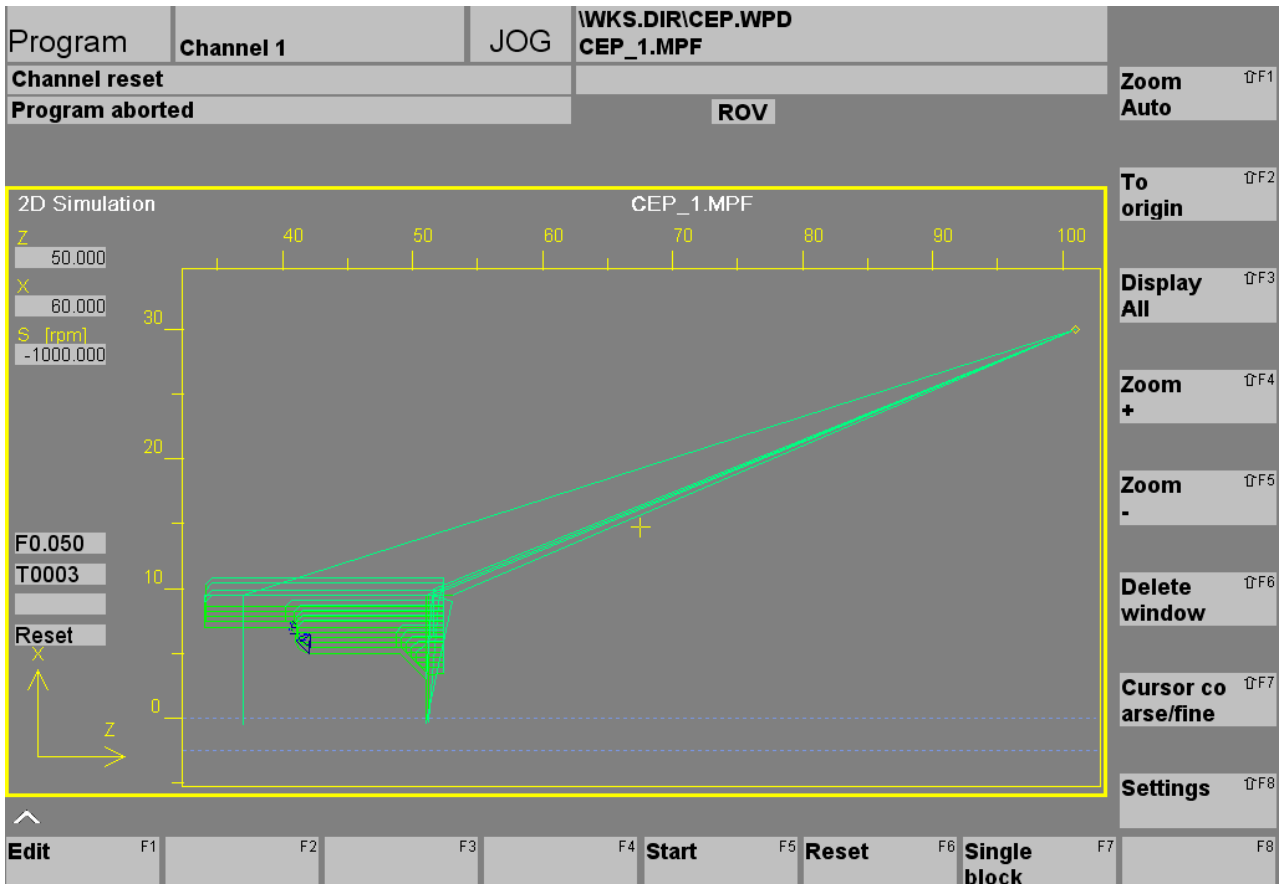 Program
Channel 1
JOG
\WKS.DIR\CEP.WPD
CEP_1.MPF
Channel reset
Program aborted
ROV
Zoom Auto ⇧F1
To origin ⇧F2
Display All ⇧F3
Zoom + ⇧F4
Zoom - ⇧F5
Delete window ⇧F6
Cursor co arse/fine ⇧F7
Settings ⇧F8
2D Simulation
CEP_1.MPF
Z
50.000
X
60.000
S [rpm]
-1000.000
40 50 60 70 80 90 100
30
20
10
0
F0.050
T0003
Reset
X
Z
Edit F1
F2
F3
F4
Start F5
Reset F6
Single block F7
F8